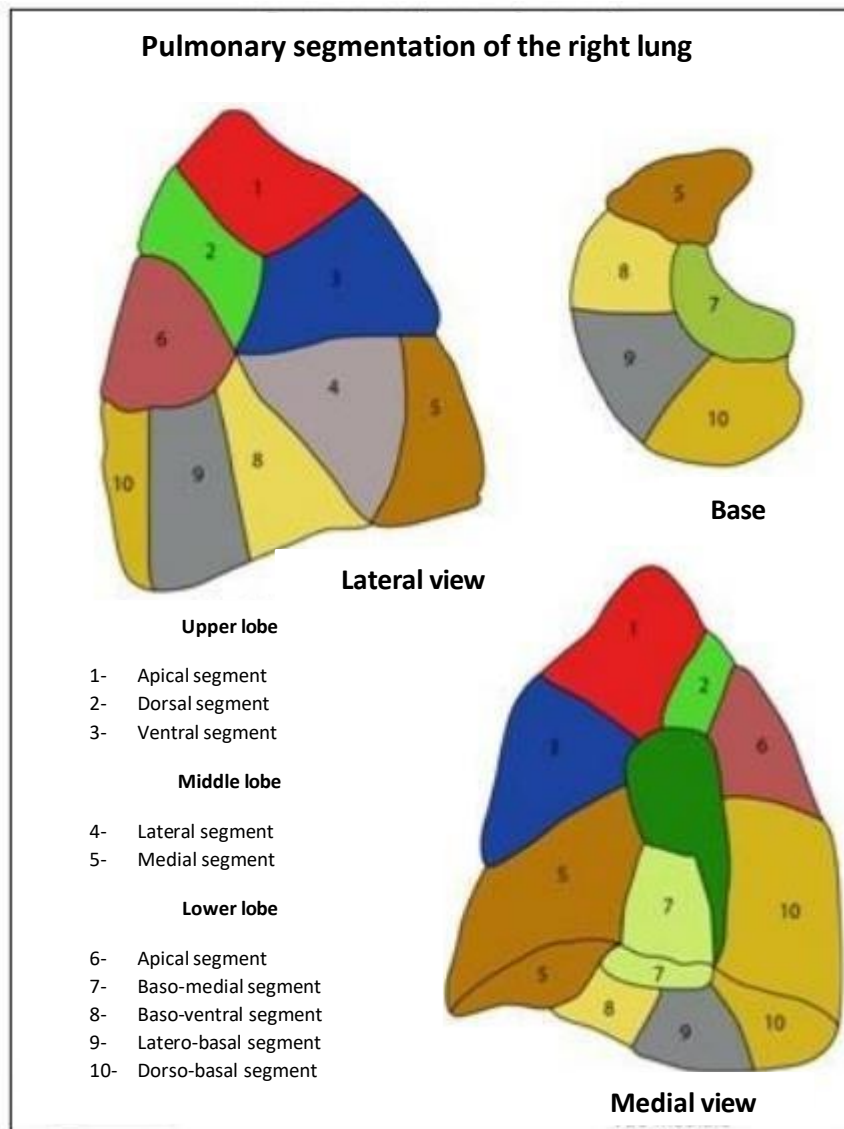 Pulmonary segmentation of the right lung
1
2
3
6
4
5
8
9
10
5
8
7
9
10
Base
Lateral view
Upper lobe
1- Apical segment
2- Dorsal segment
3- Ventral segment
Middle lobe
4- Lateral segment
5- Medial segment
Lower lobe
6- Apical segment
7- Baso-medial segment
8- Baso-ventral segment
9- Latero-basal segment
10- Dorso-basal segment
1
2
3
6
5
7
10
5
7
8
9
10
Medial view